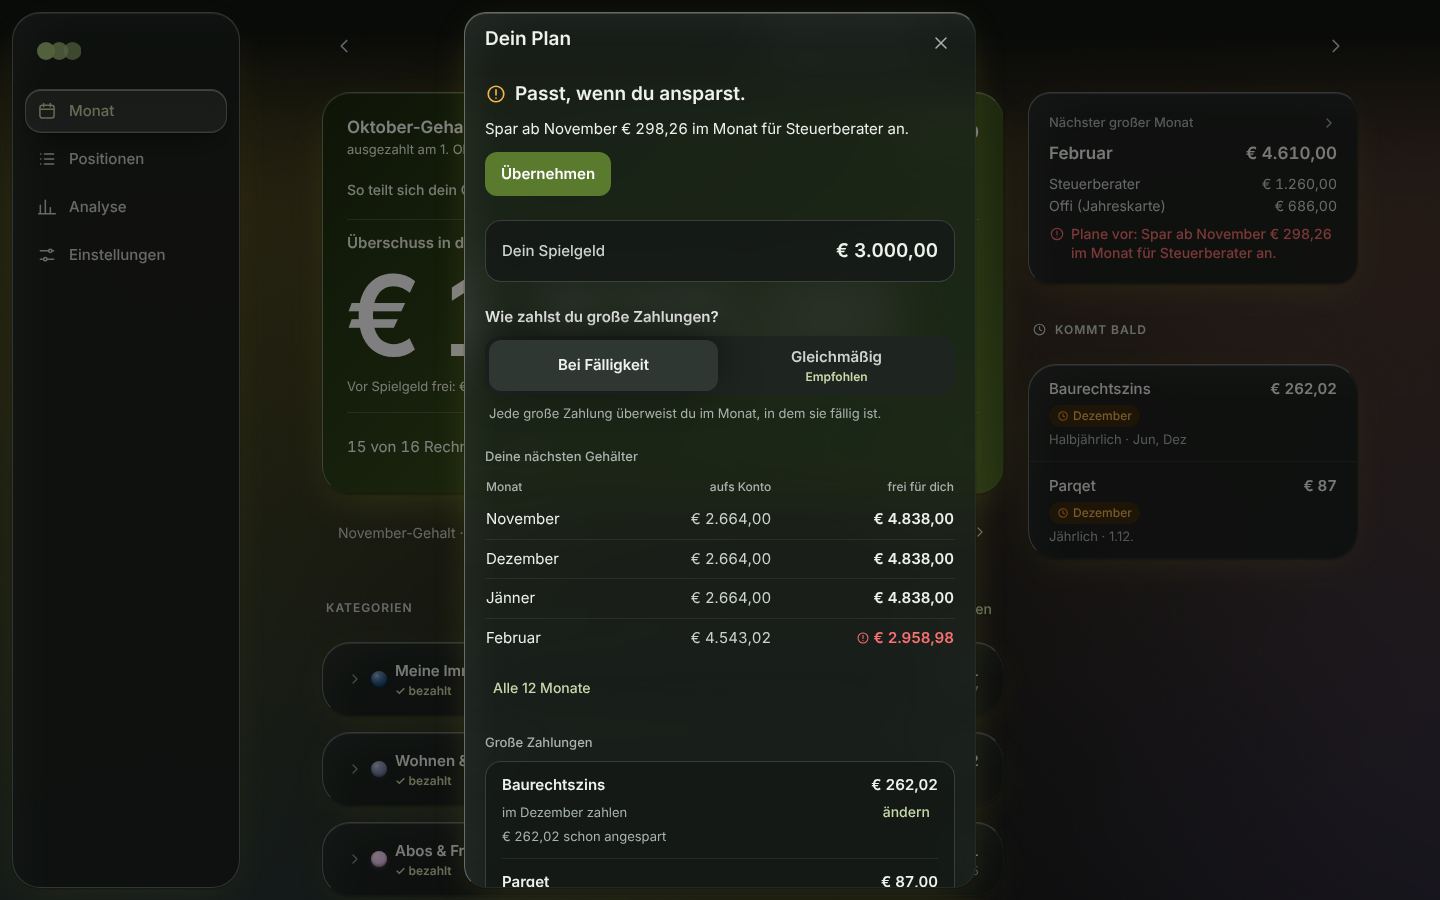 Monat
Positionen
Analyse
Einstellungen
Oktober-Geha
ausgezahlt am 1. O
So teilt sich dein
Überschuss in d
€ 1
Vor Spielgeld frei: €
15 von 16 Rechn
November-Gehalt ·
KATEGORIEN
en
Meine Im
✓ bezahlt
Wohnen &
✓ bezahlt
Abos & Fr
✓ bezahlt
Dein Plan
Passt, wenn du ansparst.
Spar ab November € 298,26 im Monat für Steuerberater an.
Übernehmen
Dein Spielgeld € 3.000,00
Wie zahlst du große Zahlungen?
Bei Fälligkeit
Gleichmäßig
Empfohlen
Jede große Zahlung überweist du im Monat, in dem sie fällig ist.
Deine nächsten Gehälter
Monat aufs Konto frei für dich
November € 2.664,00 € 4.838,00
Dezember € 2.664,00 € 4.838,00
Jänner € 2.664,00 € 4.838,00
Februar € 4.543,02 € 2.958,98
Alle 12 Monate
Große Zahlungen
Baurechtszins € 262,02
im Dezember zahlen ändern
€ 262,02 schon angespart
Parqet € 87,00
Nächster großer Monat
Februar € 4.610,00
Steuerberater € 1.260,00
Offi (Jahreskarte) € 686,00
Plane vor: Spar ab November € 298,26
im Monat für Steuerberater an.
KOMMT BALD
Baurechtszins € 262,02
Dezember
Halbjährlich · Jun, Dez
Parqet € 87
Dezember
Jährlich · 1.12.